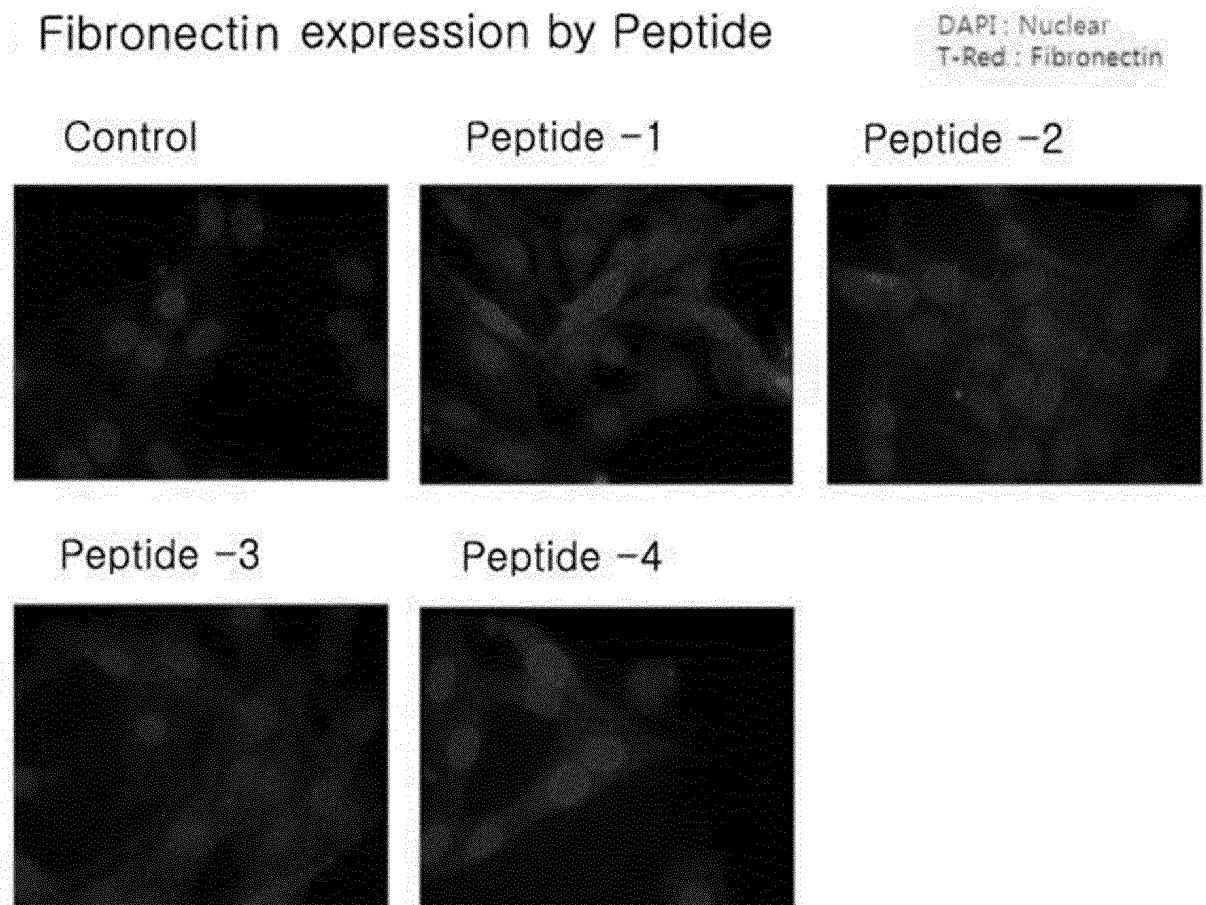 Fibronectin expression by Peptide
DAPI : Nuclear
T-Red : Fibronectin
Control
Peptide -1
Peptide -2
Peptide -3
Peptide -4